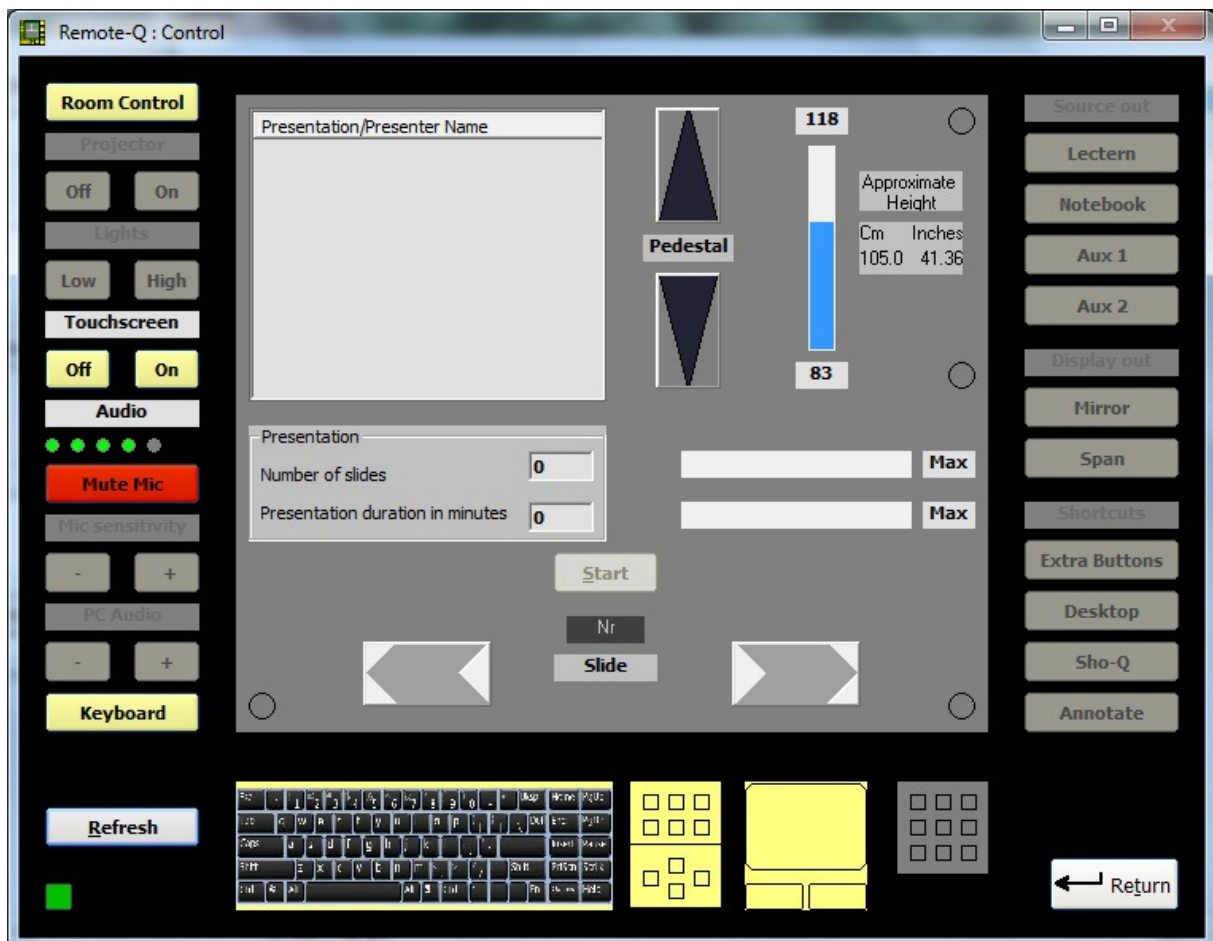 Remote-Q : Control
Room Control
Projector
Off On
Lights
Low High
Touchscreen
Off On
Audio
Mute Mic
Mic sensitivity
- +
PC Audio
- +
Keyboard
Refresh
Presentation/Presenter Name
Presentation
Number of slides 0
Presentation duration in minutes 0
Pedestal
118
83
Approximate
Height
Cm Inches
105.0 41.36
Max
Max
Start
Nr
Slide
Source out
Lectern
Notebook
Aux 1
Aux 2
Display out
Mirror
Span
Shortcuts
Extra Buttons
Desktop
Sho-Q
Annotate
Return